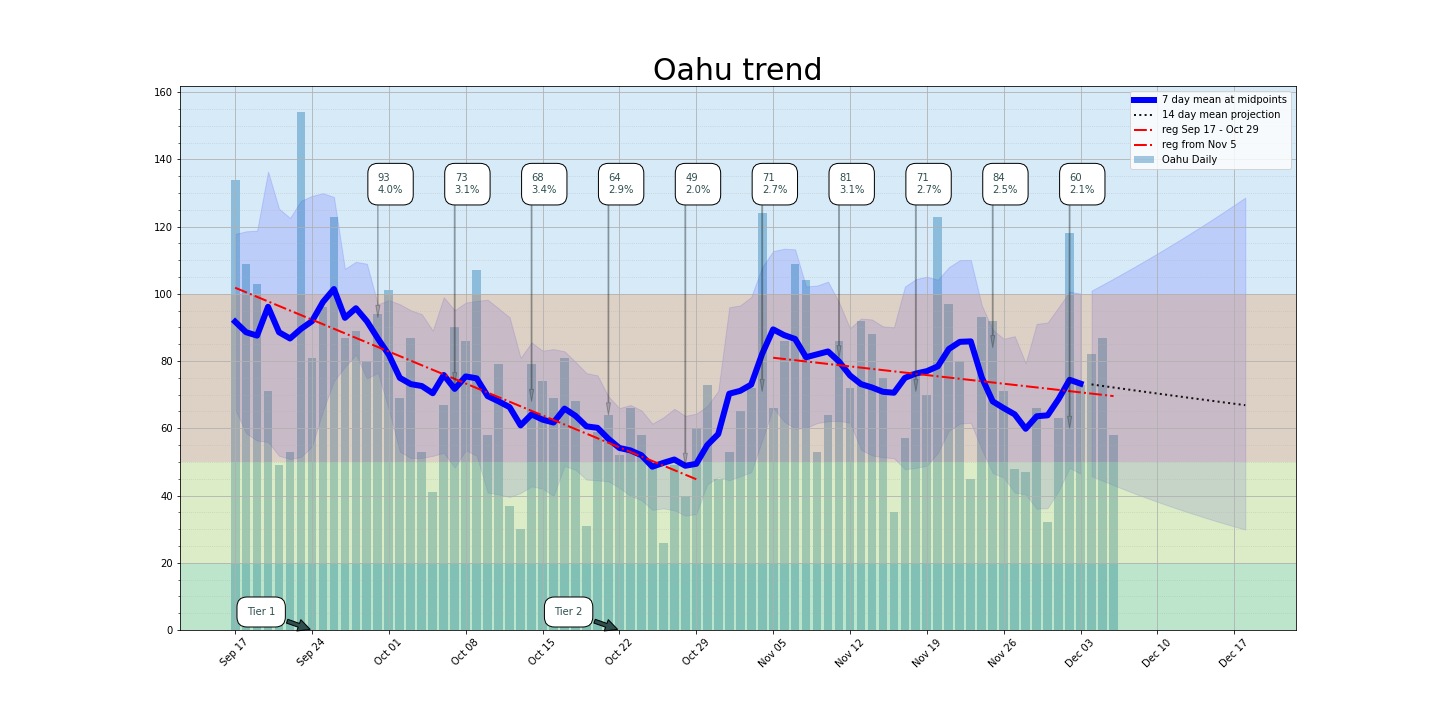 Oahu trend
160
140
120
100
80
60
40
20
0
7 day mean at midpoints
14 day mean projection
reg Sep 17 - Oct 29
reg from Nov 5
Oahu Daily
93
4.0%
73
3.1%
68
3.4%
64
2.9%
49
2.0%
71
2.7%
81
3.1%
71
2.7%
84
2.5%
60
2.1%
Tier 1
Tier 2
Sep 17
Sep 24
Oct 01
Oct 08
Oct 15
Oct 22
Oct 29
Nov 05
Nov 12
Nov 19
Nov 26
Dec 03
Dec 10
Dec 17